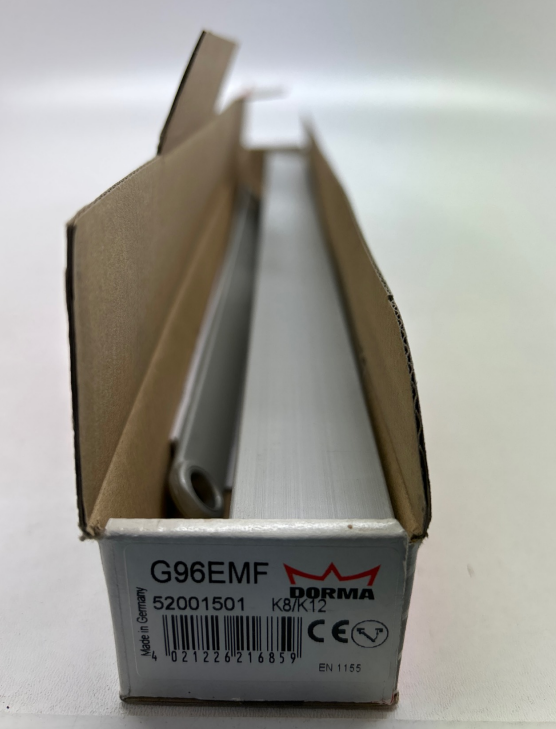 G96EMF
DORMA
52001501 K8/K12
Made in Germany
CE
4 021226 216859
EN 1155